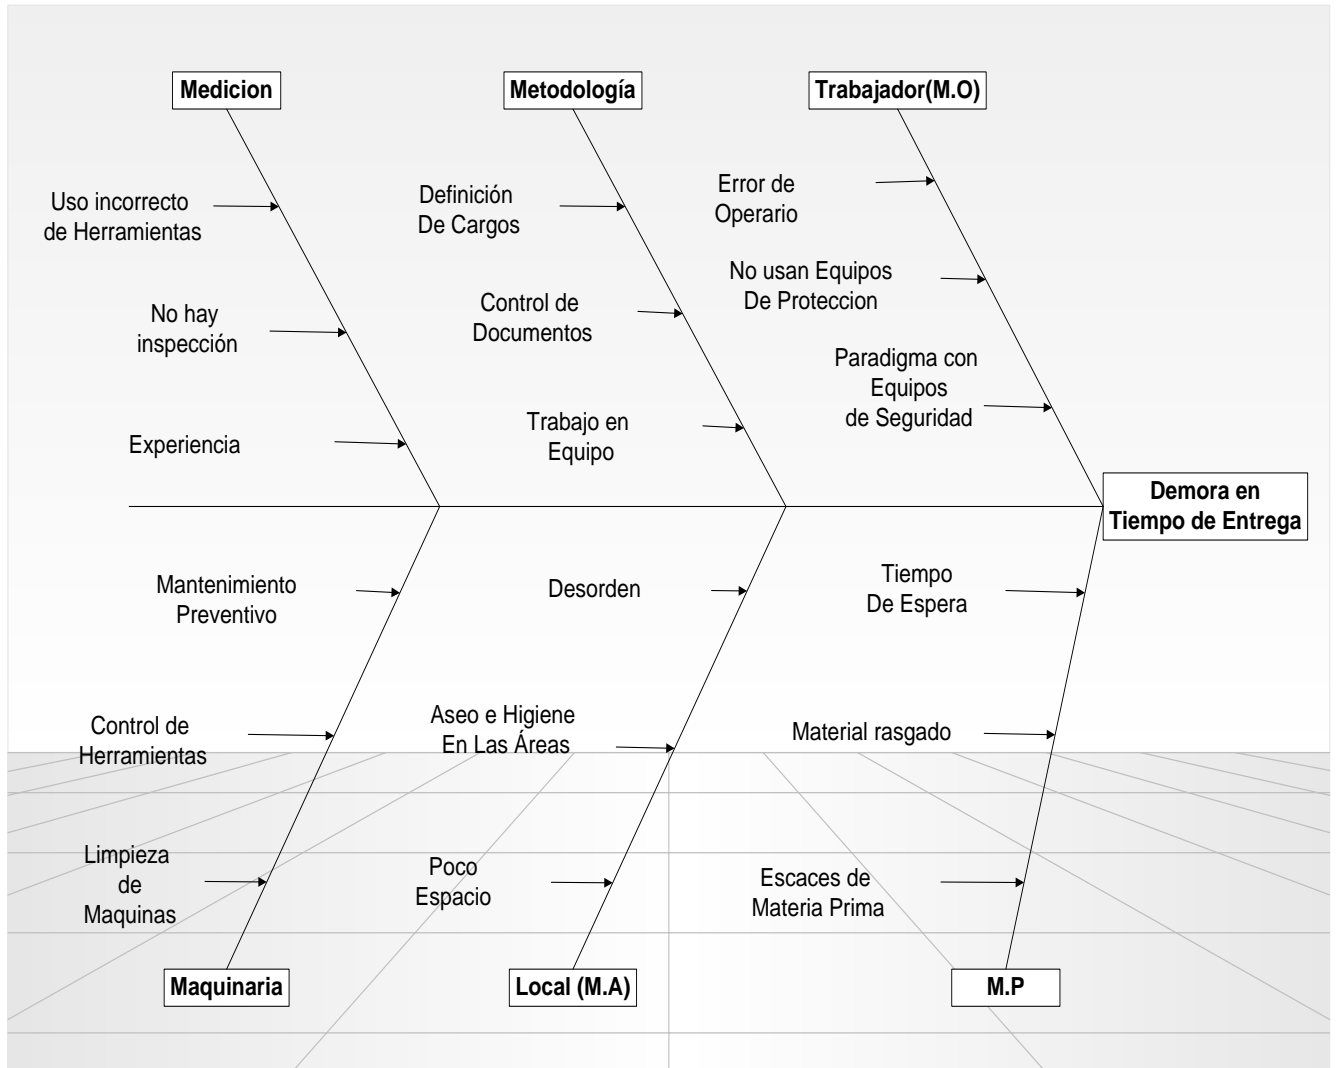 Medicion
Metodología
Trabajador(M.O)
Uso incorrecto
de Herramientas
Definición
De Cargos
Error de
Operario
No hay
inspección
Control de
Documentos
No usan Equipos
De Proteccion
Experiencia
Trabajo en
Equipo
Paradigma con
Equipos
de Seguridad
Demora en
Tiempo de Entrega
Mantenimiento
Preventivo
Desorden
Tiempo
De Espera
Control de
Herramientas
Aseo e Higiene
En Las Áreas
Material rasgado
Limpieza
de
Maquinas
Poco
Espacio
Escaces de
Materia Prima
Maquinaria
Local (M.A)
M.P